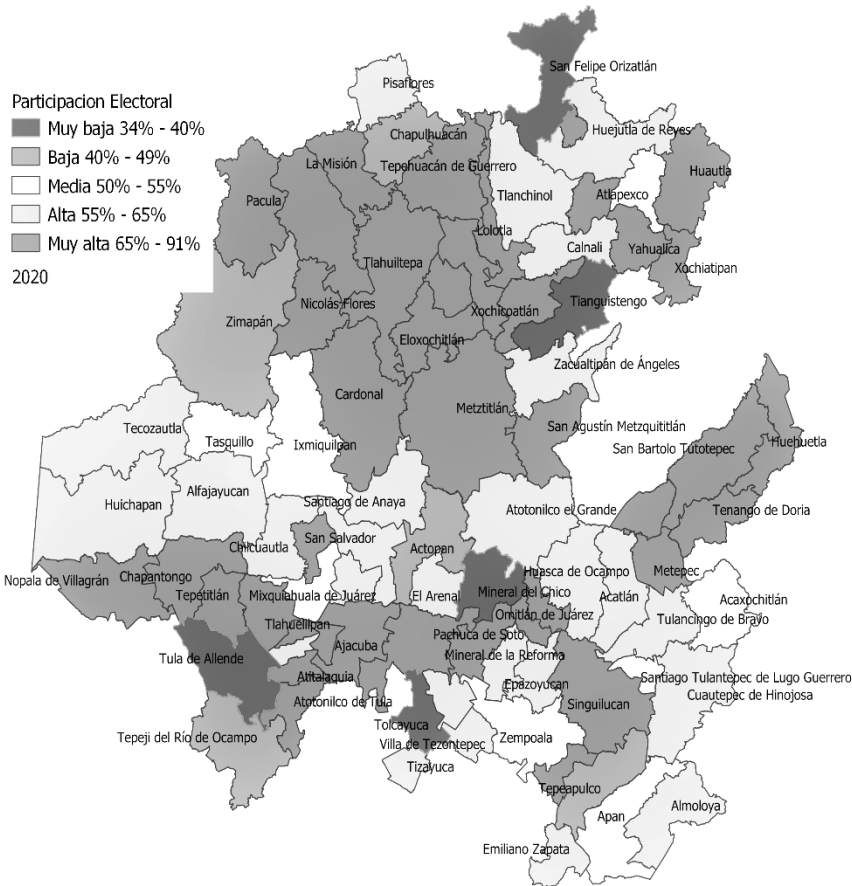 San Felipe Orizatlán
Pisaflores
Participacion Electoral
Muy baja 34% - 40%
Baja 40% - 49%
Media 50% - 55%
Alta 55% - 65%
Muy alta 65% - 91%
2020
Chapulhuacán
Huejutla de Reyes
La Misión
Tepehuacán de Guerrero
Huautla
Pacula
Tlanchinol
Atlapexco
Lolotla
Calnali
Yahualica
Tlahuiltepa
Xochiatipan
Nicolás Flores
Xochicoatlán
Tianguistengo
Zimapán
Eloxochitlán
Zacualtipán de Ángeles
Cardonal
Metztitlán
Tecozautla
San Agustín Metzquititlán
Tasquillo
Ixmiquilpan
San Bartolo Tutotepec
Huehuetla
Alfajayucan
Huichapan
Santiago de Anaya
Atotonilco el Grande
Tenango de Doria
Chilcuautla
San Salvador
Actopan
Nopala de Villagrán
Chapantongo
Huasca de Ocampo
Metepec
Tepetitlán
Mixquiahuala de Juárez
El Arenal
Mineral del Chico
Acatlán
Acaxochitlán
Omitlán de Juárez
Tulancingo de Bravo
Tlahuelilpan
Pachuca de Soto
Ajacuba
Tula de Allende
Mineral de la Reforma
Atitalaquia
Epazoyucan
Santiago Tulantepec de Lugo Guerrero
Cuautepec de Hinojosa
Atotonilco de Tula
Singuilucan
Tolcayuca
Tepeji del Río de Ocampo
Villa de Tezontepec
Zempoala
Tizayuca
Tepeapulco
Almoloya
Apan
Emiliano Zapata